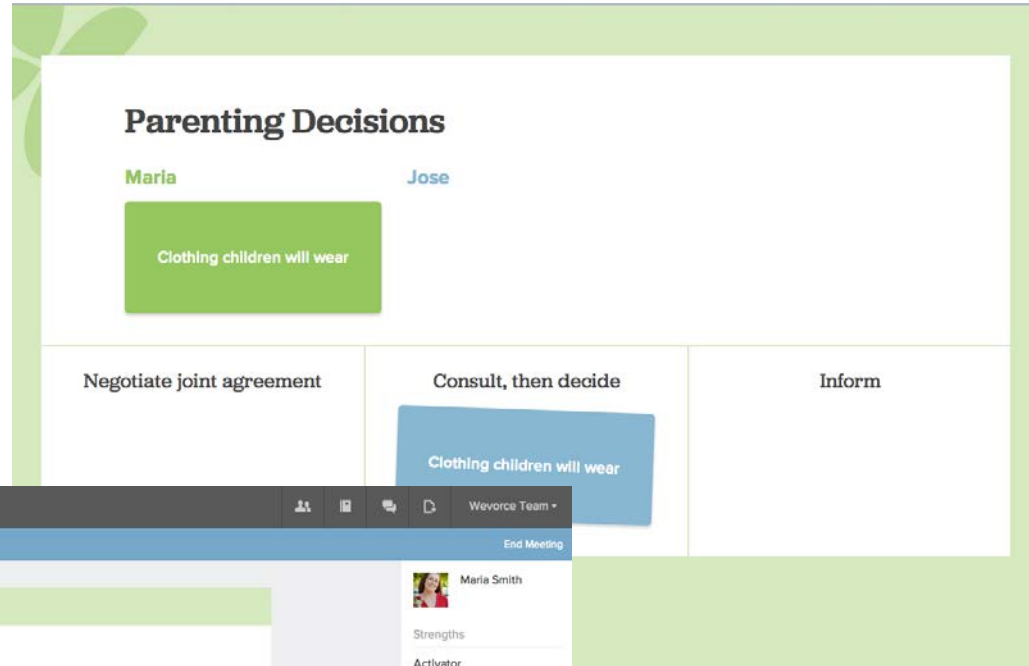 Parenting Decisions
Maria
Jose
Clothing children will wear
Negotiate joint agreement
Consult, then decide
Inform
Clothing children will wear
Wevorce Team
End Meeting
Maria Smith
Strengths
Activator